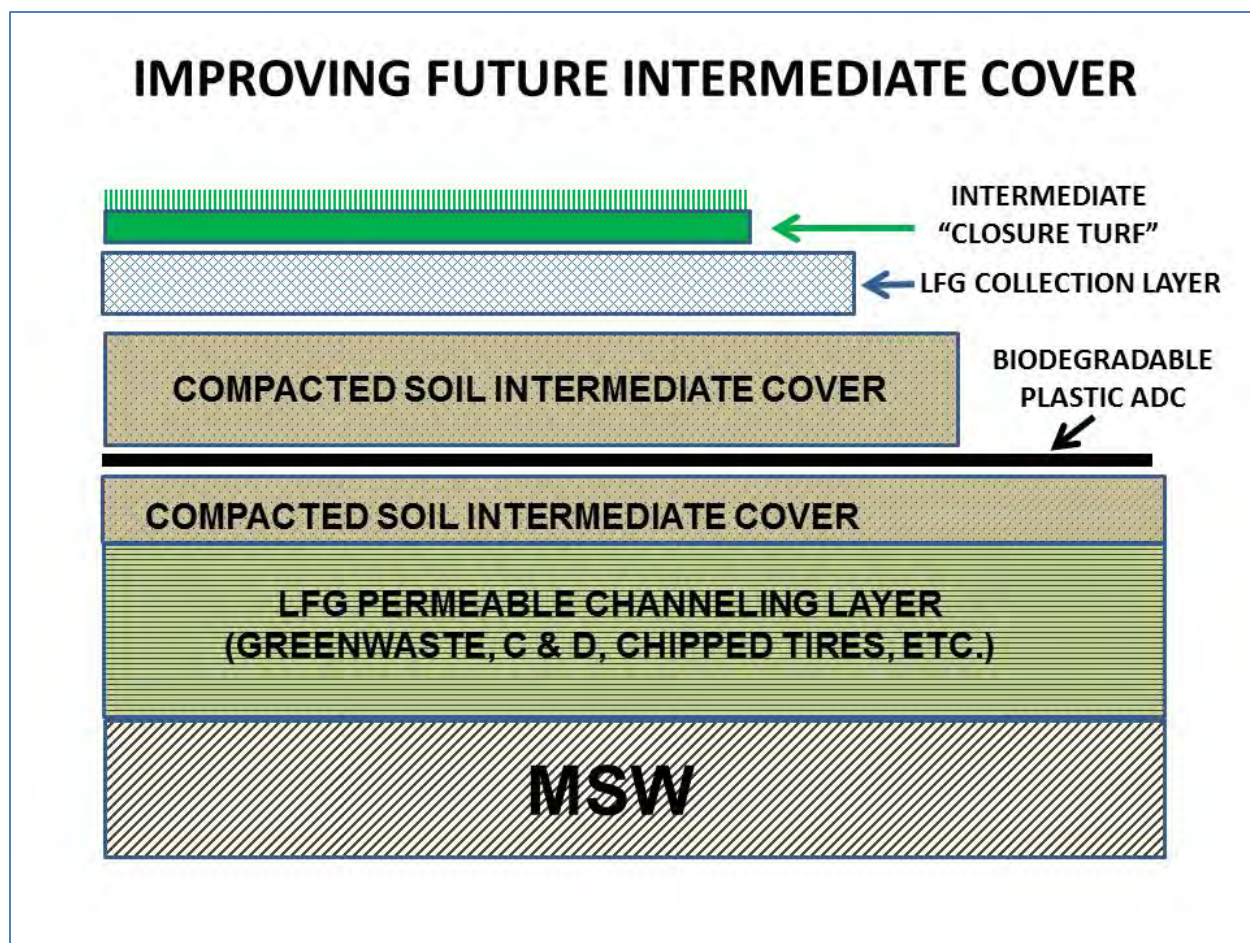 IMPROVING FUTURE INTERMEDIATE COVER
INTERMEDIATE
“CLOSURE TURF”
LFG COLLECTION LAYER
COMPACTED SOIL INTERMEDIATE COVER
BIODEGRADABLE
PLASTIC ADC
COMPACTED SOIL INTERMEDIATE COVER
LFG PERMEABLE CHANNELING LAYER
(GREENWASTE, C & D, CHIPPED TIRES, ETC.)
MSW